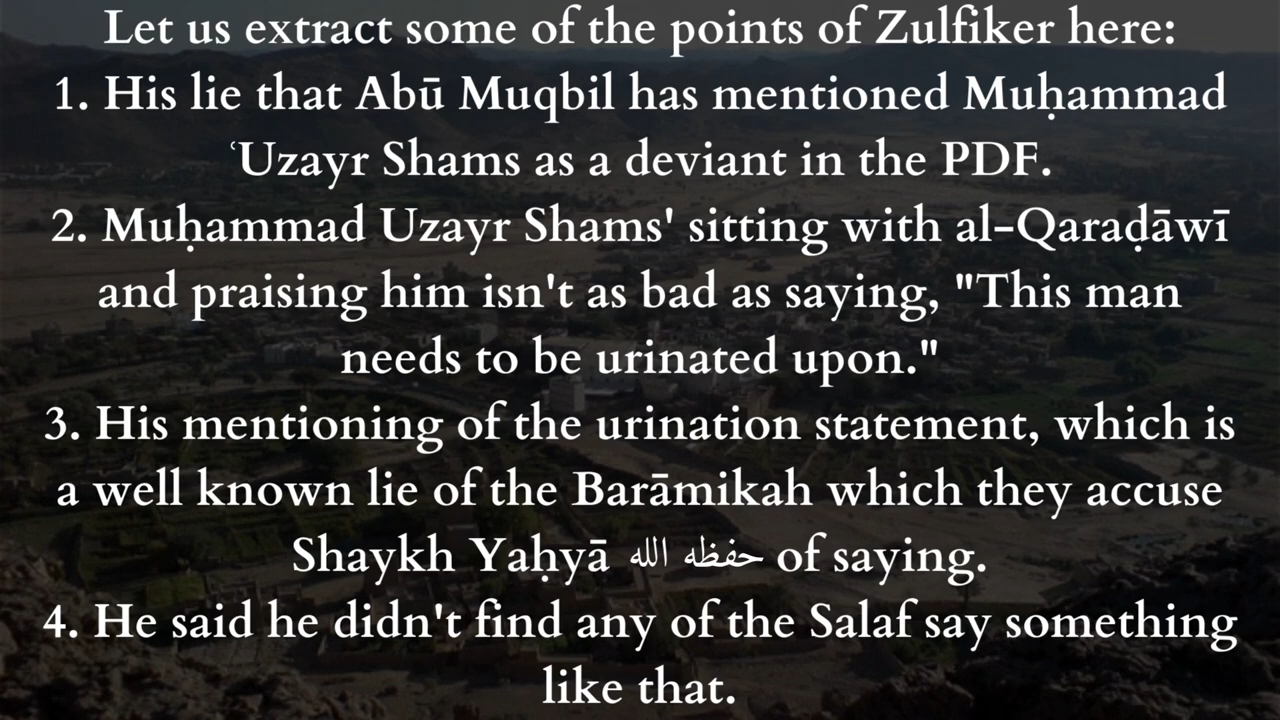 Let us extract some of the points of Zulfiker here:
1. His lie that Abū Muqbil has mentioned Muḥammad
ʿUzayr Shams as a deviant in the PDF.
2. Muḥammad Uzayr Shams' sitting with al-Qaraḍāwī
and praising him isn't as bad as saying, "This man
needs to be urinated upon."
3. His mentioning of the urination statement, which is
a well known lie of the Barāmikah which they accuse
Shaykh Yaḥyā حفظه الله of saying.
4. He said he didn't find any of the Salaf say something
like that.